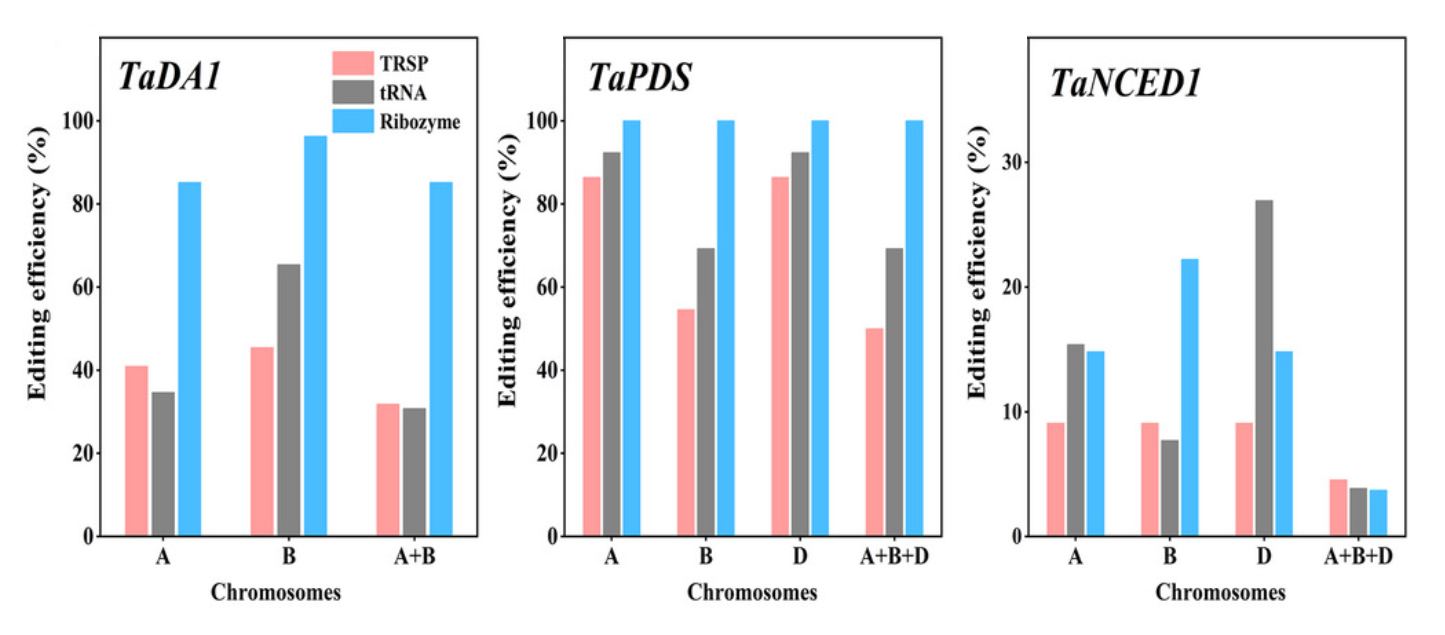 TaDA1
TRSP
tRNA
Ribozyme
Editing efficiency (%)
100
80
60
40
20
0
A
B
A+B
Chromosomes
TaPDS
Editing efficiency (%)
100
80
60
40
20
0
A
B
D
A+B+D
Chromosomes
TaNCED1
Editing efficiency (%)
30
20
10
0
A
B
D
A+B+D
Chromosomes